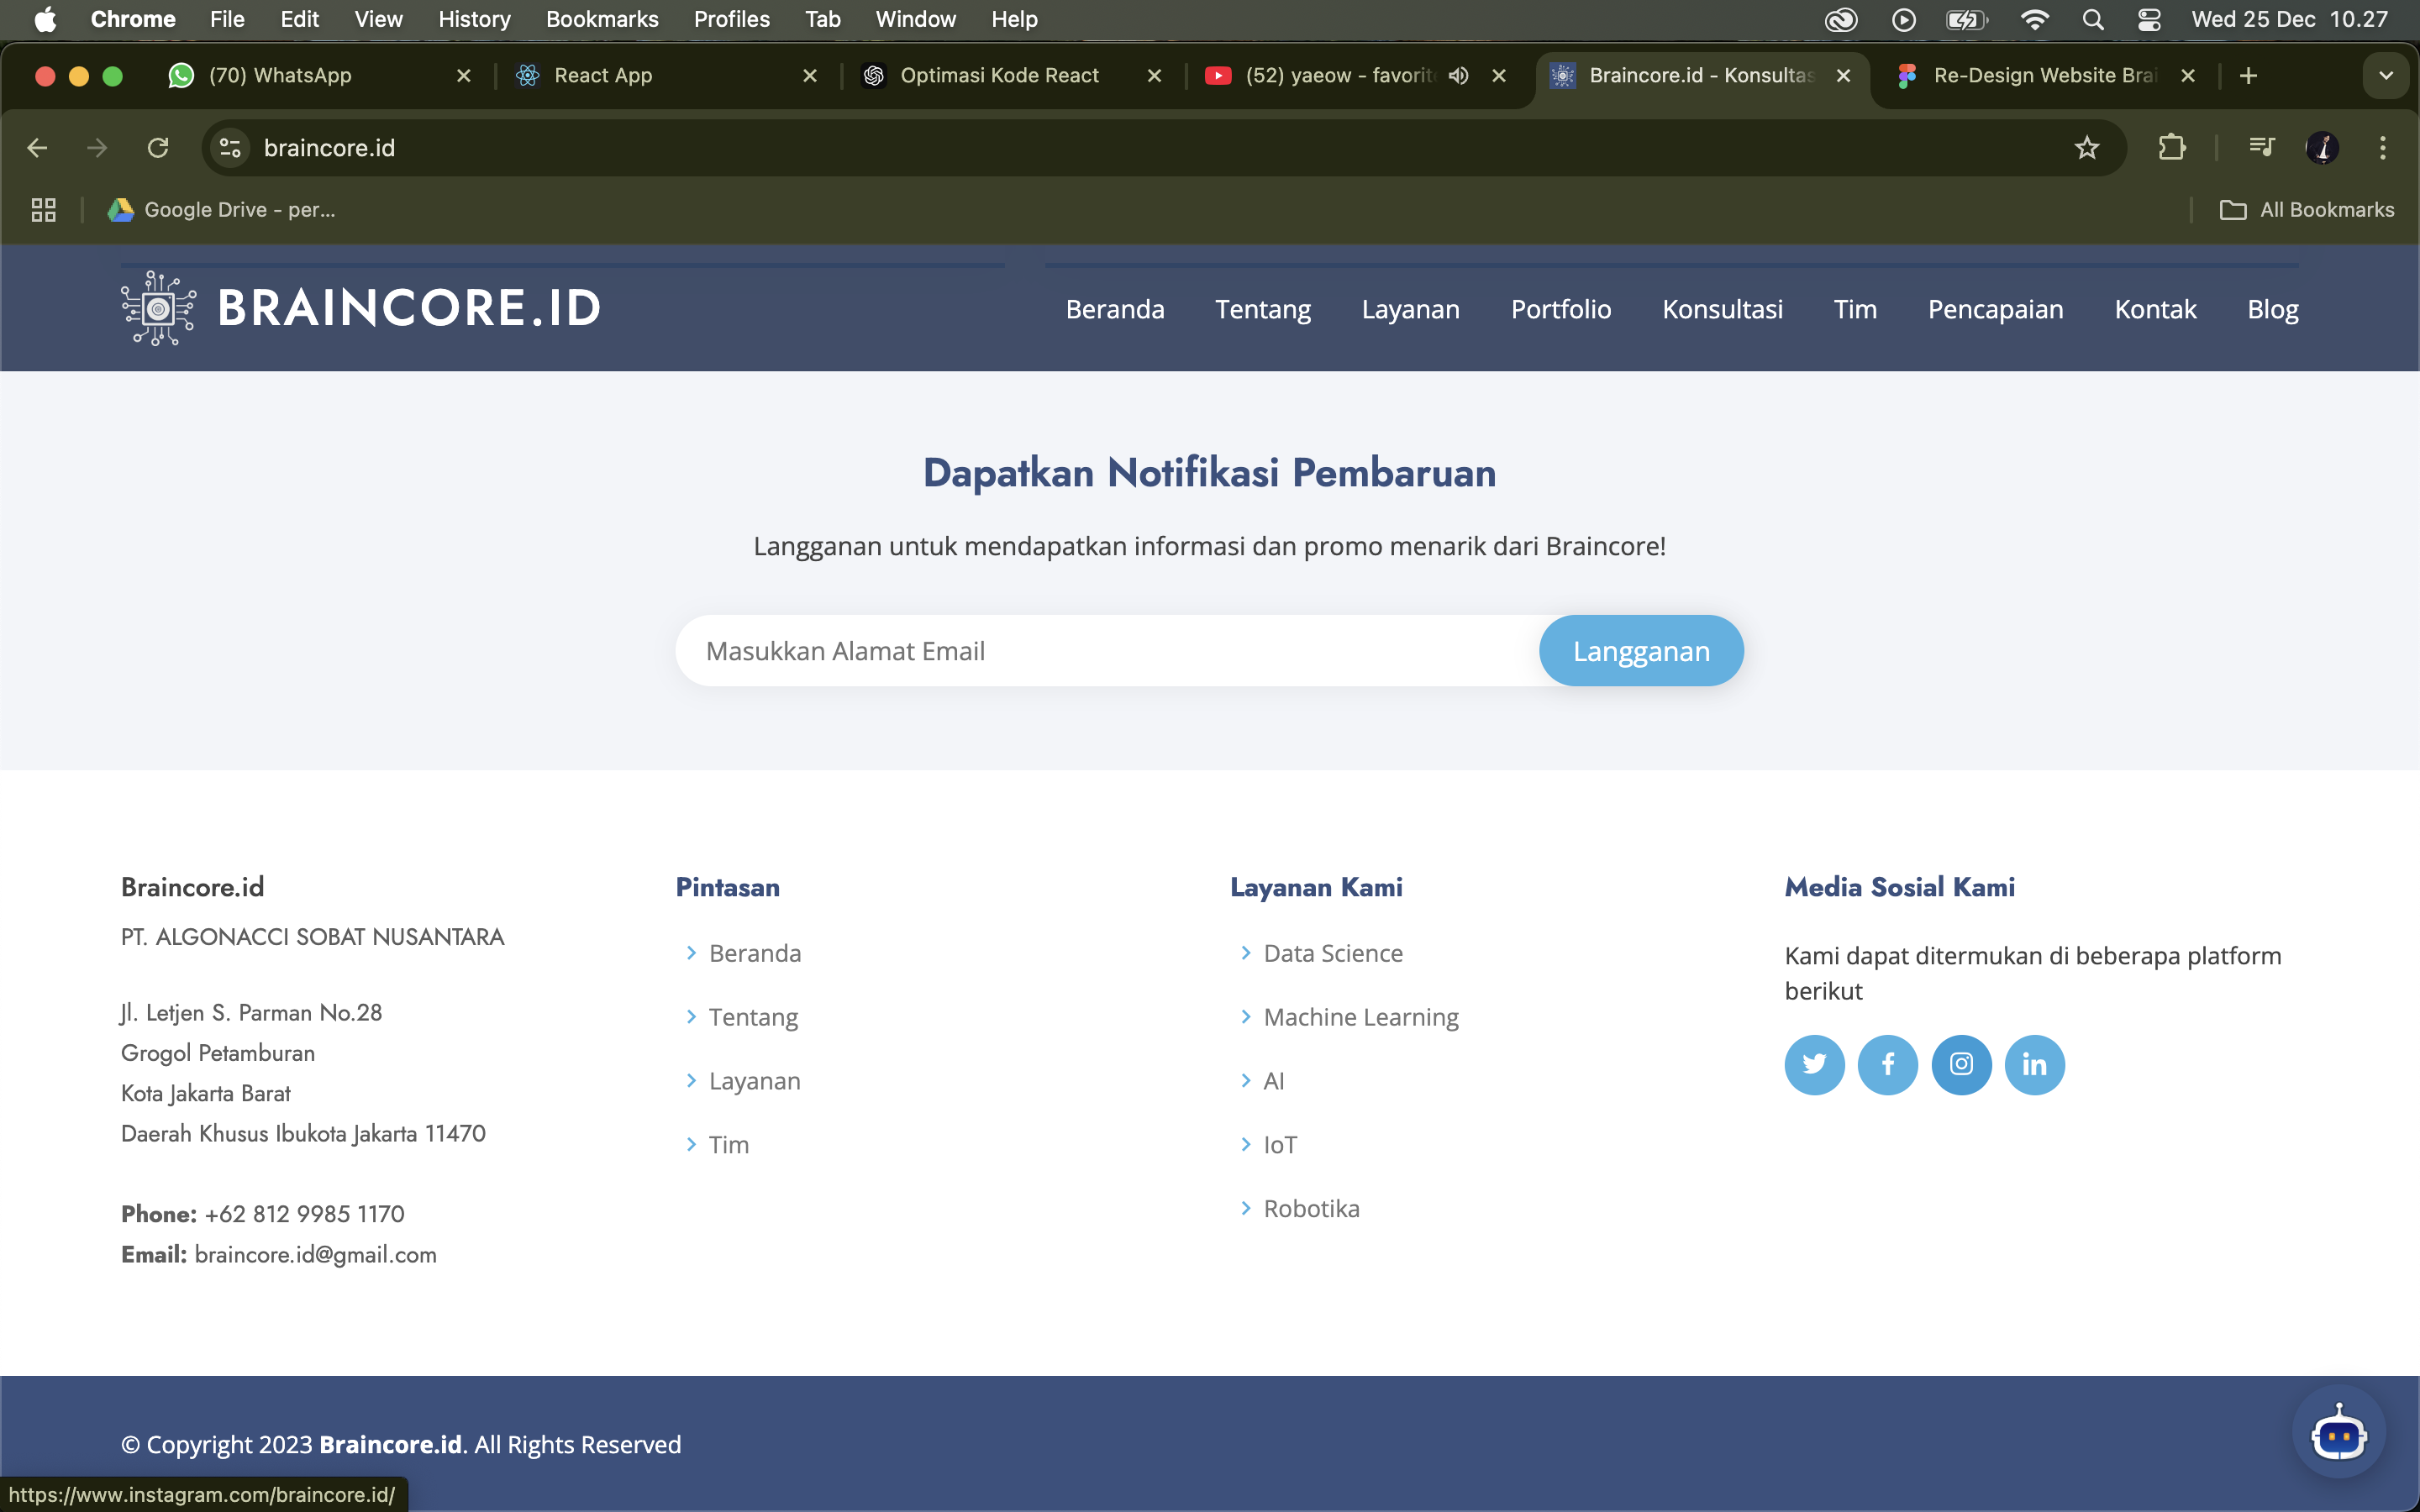 Chrome File Edit View History Bookmarks Profiles Tab Window Help Wed 25 Dec 10.27
(70) WhatsApp React App Optimasi Kode React (52) yaeow - favorit Braincore.id - Konsultas Re-Design Website Brai
braincore.id
Google Drive - per... All Bookmarks
BRAINCORE.ID Beranda Tentang Layanan Portfolio Konsultasi Tim Pencapaian Kontak Blog
Dapatkan Notifikasi Pembaruan
Langganan untuk mendapatkan informasi dan promo menarik dari Braincore!
Masukkan Alamat Email Langganan
Braincore.id
PT. ALGONACCI SOBAT NUSANTARA
Jl. Letjen S. Parman No.28
Grogol Petamburan
Kota Jakarta Barat
Daerah Khusus Ibukota Jakarta 11470
Phone: +62 812 9985 1170
Email: braincore.id@gmail.com
Pintasan
Beranda
Tentang
Layanan
Tim
Layanan Kami
Data Science
Machine Learning
AI
IoT
Robotika
Media Sosial Kami
Kami dapat ditermukan di beberapa platform
berikut
© Copyright 2023 Braincore.id. All Rights Reserved
https://www.instagram.com/braincore.id/